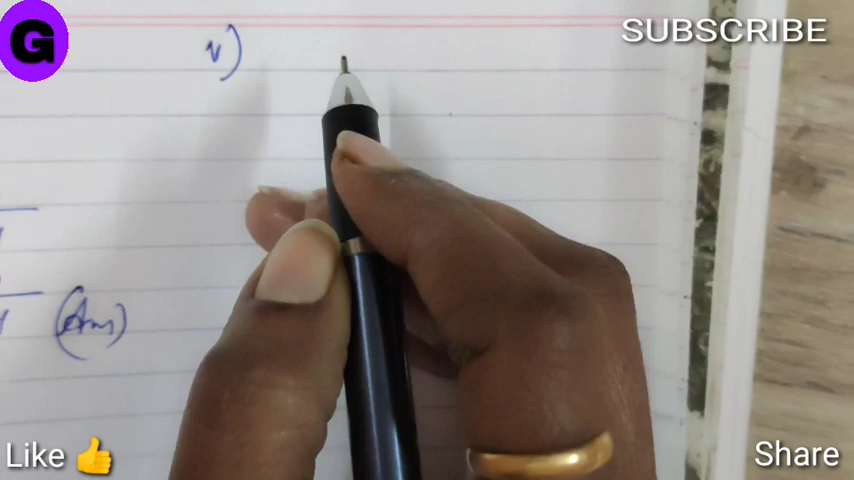 G
SUBSCRIBE
v)
(Ans)
Like 👍
Share